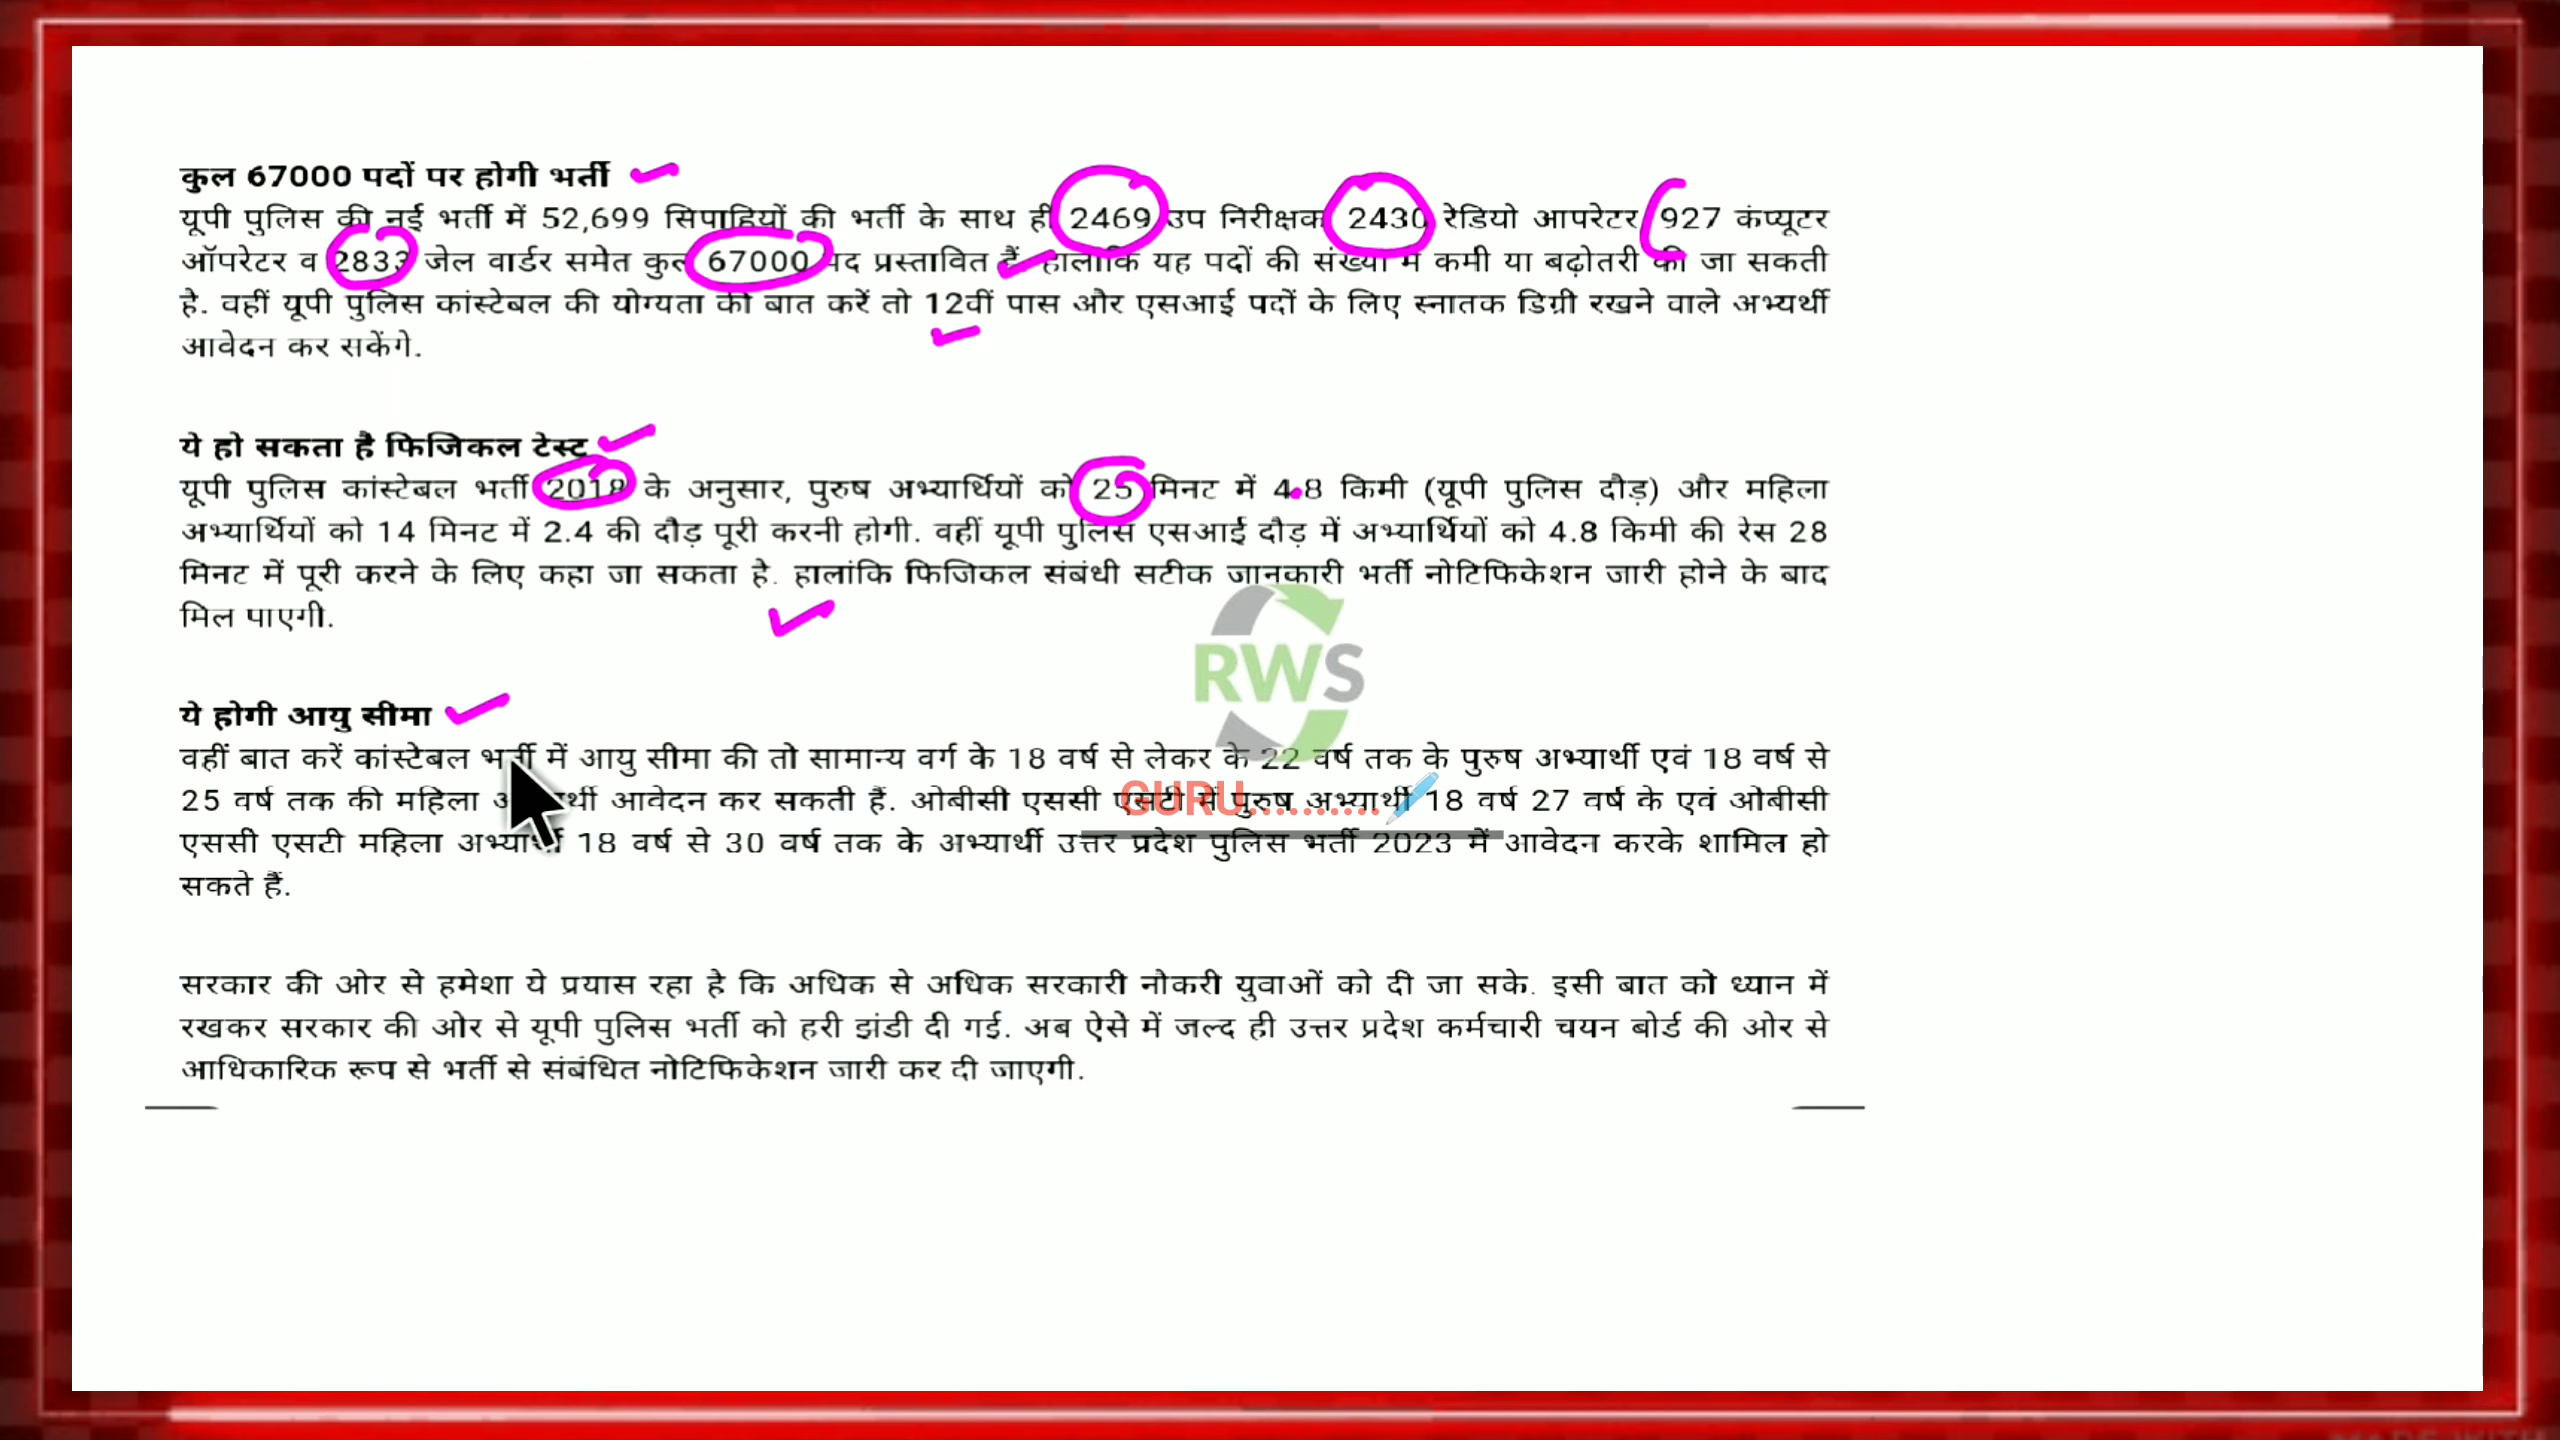 कुल 67000 पदों पर होगी भर्ती
यूपी पुलिस की नई भर्ती में 52,699 सिपाहियों की भर्ती के साथ ही 2469 उप निरीक्षक 2430 रेडियो आपरेटर 927 कंप्यूटर
ऑपरेटर व 2833 जेल वार्डर समेत कुल 67000 पद प्रस्तावित हैं हालांकि यह पदों की संख्या में कमी या बढ़ोतरी की जा सकती
है. वहीं यूपी पुलिस कांस्टेबल की योग्यता की बात करें तो 12वीं पास और एसआई पदों के लिए स्नातक डिग्री रखने वाले अभ्यर्थी
आवेदन कर सकेंगे.
ये हो सकता है फिजिकल टेस्ट
यूपी पुलिस कांस्टेबल भर्ती 2018 के अनुसार, पुरुष अभ्यार्थियों को 25 मिनट में 4.8 किमी (यूपी पुलिस दौड़) और महिला
अभ्यार्थियों को 14 मिनट में 2.4 की दौड़ पूरी करनी होगी. वहीं यूपी पुलिस एसआई दौड़ में अभ्यार्थियों को 4.8 किमी की रेस 28
मिनट में पूरी करने के लिए कहा जा सकता है. हालांकि फिजिकल संबंधी सटीक जानकारी भर्ती नोटिफिकेशन जारी होने के बाद
मिल पाएगी.
RWS
ये होगी आयु सीमा
वहीं बात करें कांस्टेबल भर्ती में आयु सीमा की तो सामान्य वर्ग के 18 वर्ष से लेकर के 22 वर्ष तक के पुरुष अभ्यार्थी एवं 18 वर्ष से
25 वर्ष तक की महिला अभ्यार्थी आवेदन कर सकती हैं. ओबीसी एससी एसटी में पुरुष अभ्यार्थी 18 वर्ष 27 वर्ष के एवं ओबीसी
GURU..........
एससी एसटी महिला अभ्यार्थी 18 वर्ष से 30 वर्ष तक के अभ्यार्थी उत्तर प्रदेश पुलिस भर्ती 2023 में आवेदन करके शामिल हो
सकते हैं.
सरकार की ओर से हमेशा ये प्रयास रहा है कि अधिक से अधिक सरकारी नौकरी युवाओं को दी जा सके. इसी बात को ध्यान में
रखकर सरकार की ओर से यूपी पुलिस भर्ती को हरी झंडी दी गई. अब ऐसे में जल्द ही उत्तर प्रदेश कर्मचारी चयन बोर्ड की ओर से
आधिकारिक रूप से भर्ती से संबंधित नोटिफिकेशन जारी कर दी जाएगी.